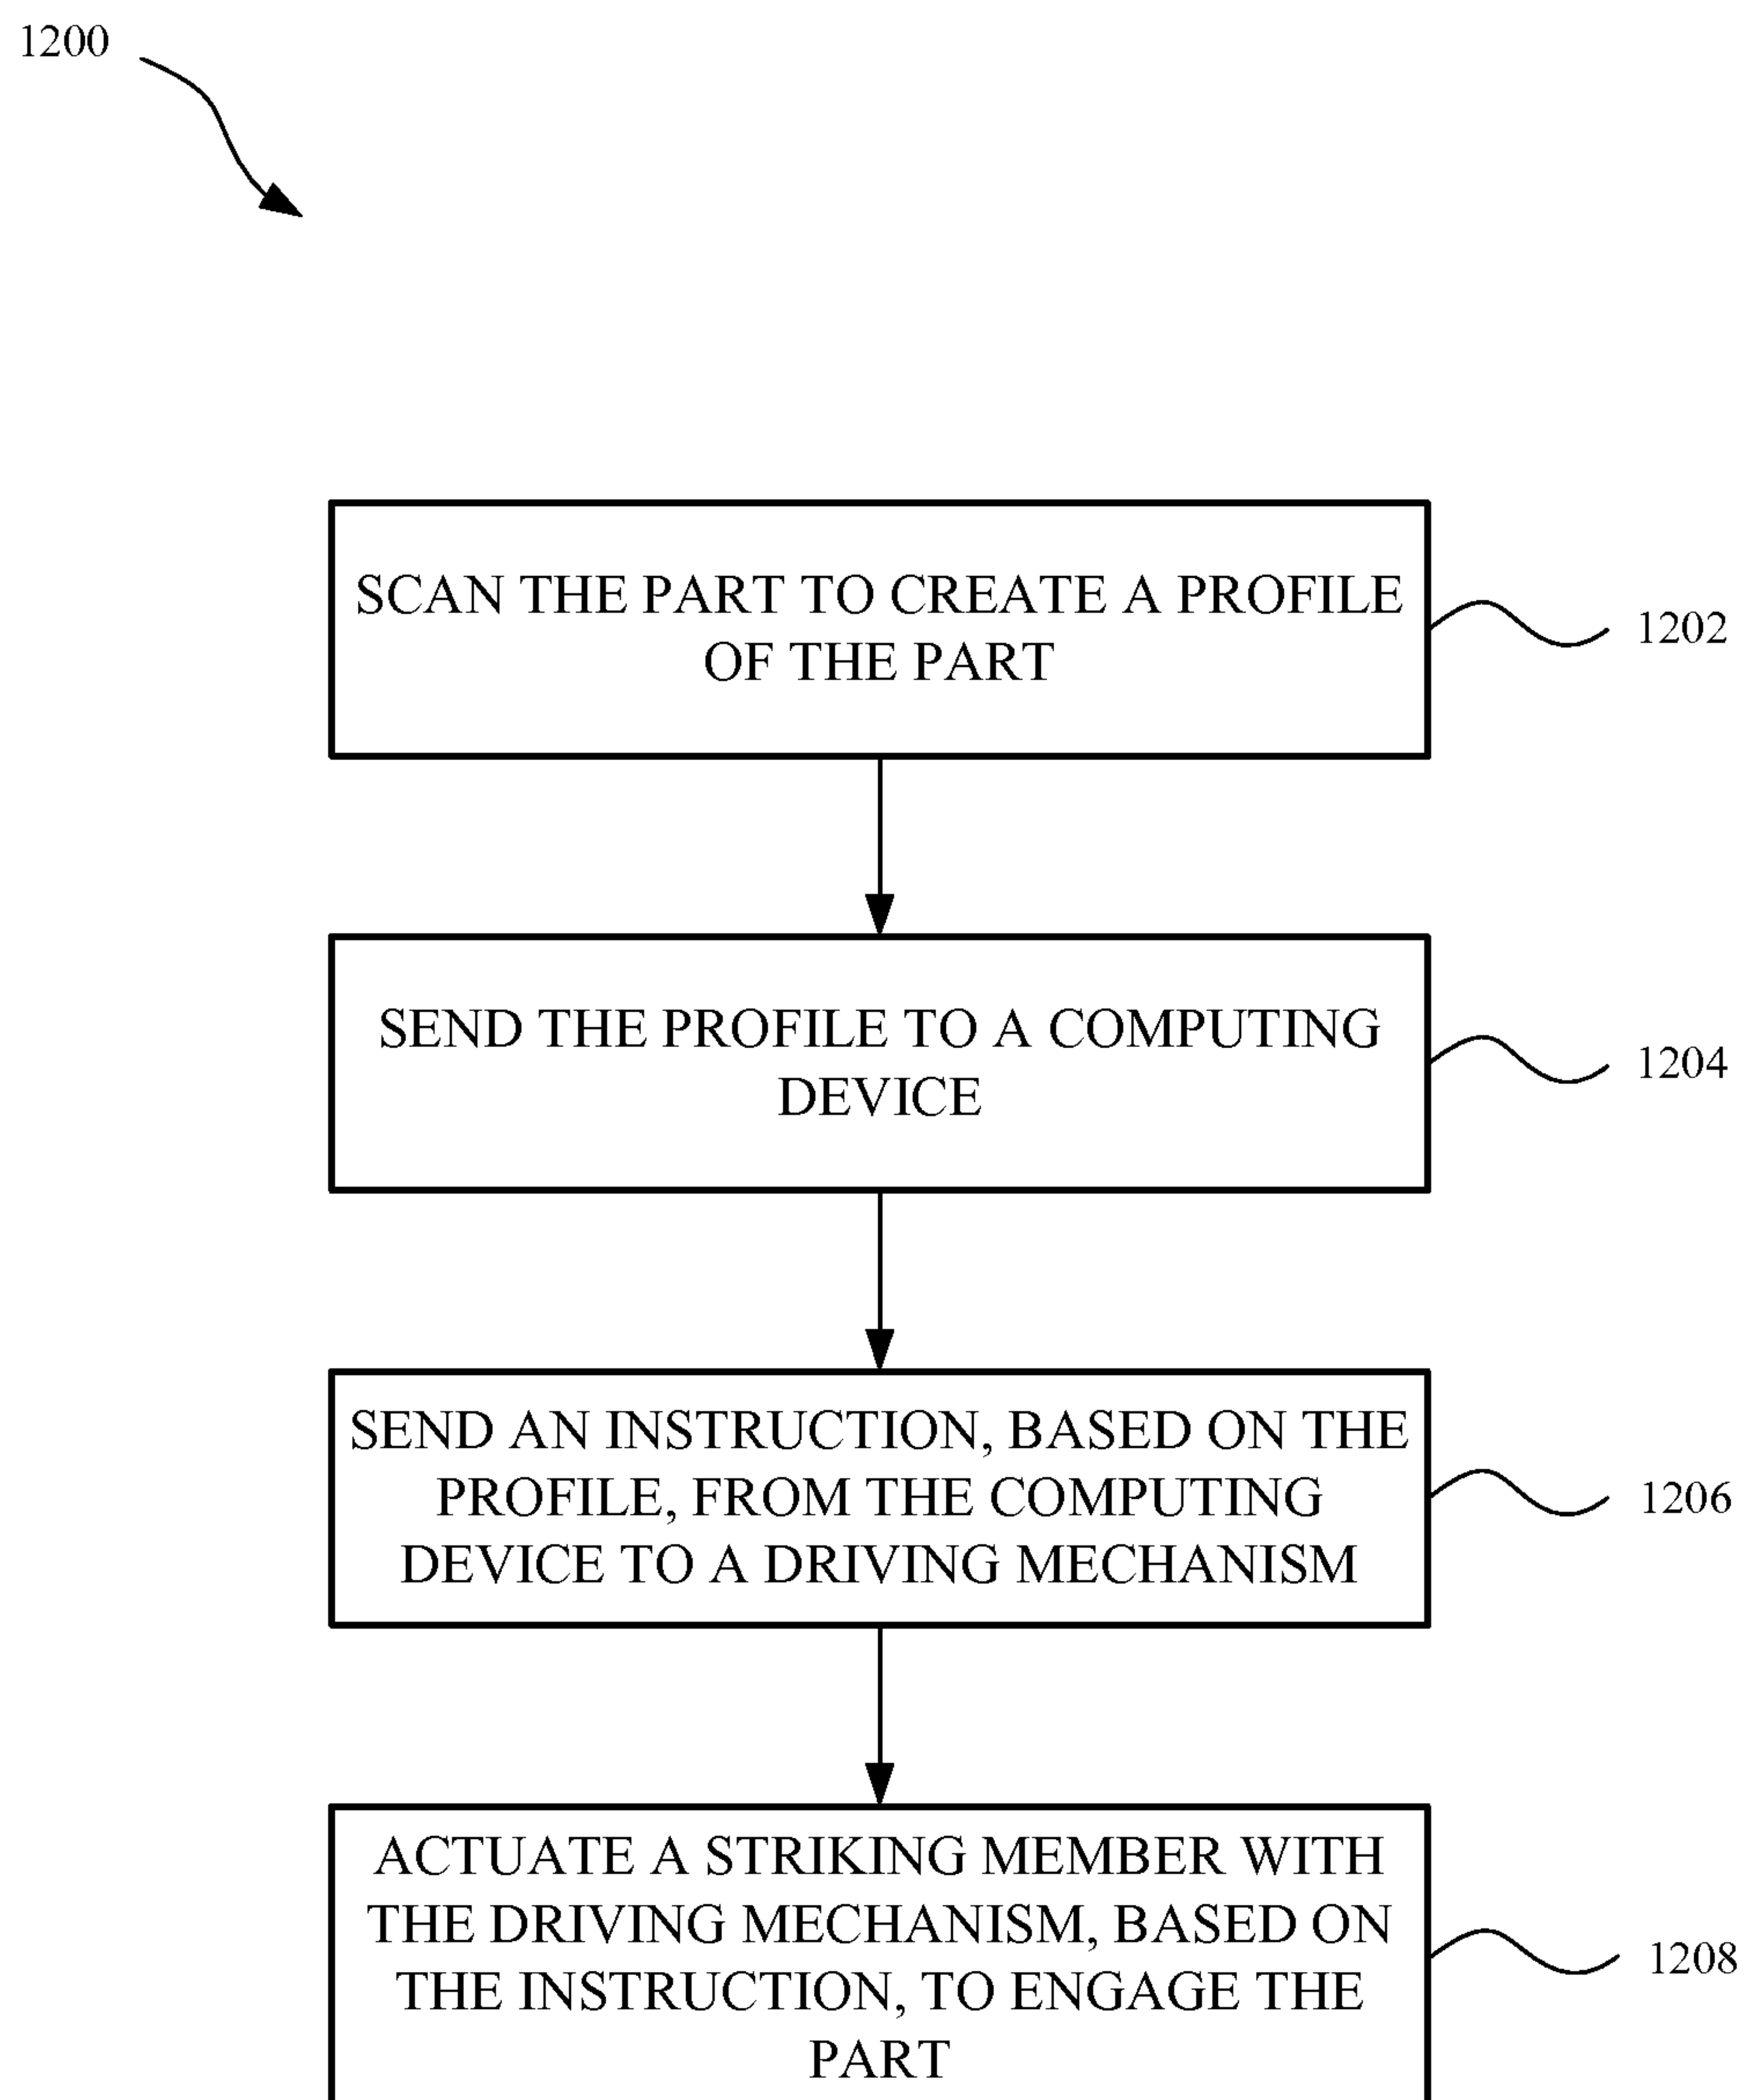 1200
SCAN THE PART TO CREATE A PROFILE
OF THE PART
1202
SEND THE PROFILE TO A COMPUTING
DEVICE
1204
SEND AN INSTRUCTION, BASED ON THE
PROFILE, FROM THE COMPUTING
DEVICE TO A DRIVING MECHANISM
1206
ACTUATE A STRIKING MEMBER WITH
THE DRIVING MECHANISM, BASED ON
THE INSTRUCTION, TO ENGAGE THE
PART
1208